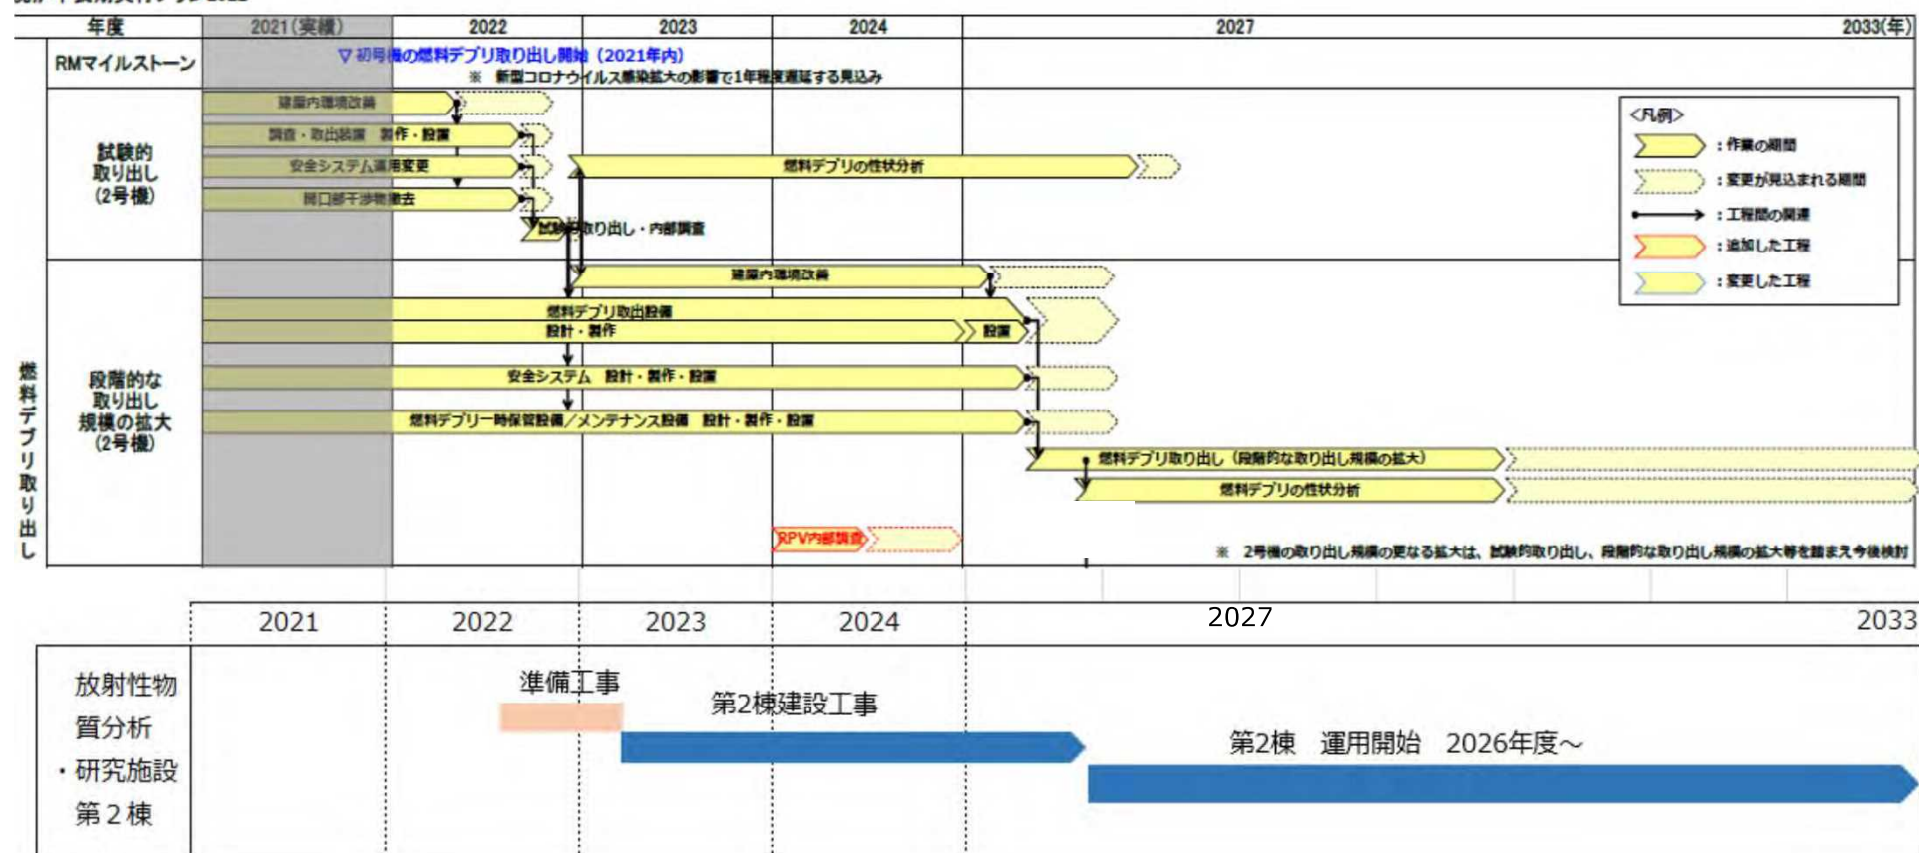 年度 2021(実績) 2022 2023 2024 2027 2033(年)
RMマイルストーン
▽初号機の燃料デブリ取り出し開始（2021年内）
※ 新型コロナウイルス感染拡大の影響で1年程度遅延する見込み
燃料デブリ取り出し
試験的
取り出し
(2号機)
建屋内環境改善
調査・取出装置 製作・設置
安全システム運用変更
開口部干渉物撤去
試験的取り出し・内部調査
燃料デブリの性状分析
<凡例>
：作業の期間
：変更が見込まれる期間
：工程間の関連
：追加した工程
：変更した工程
段階的な
取り出し
規模の拡大
(2号機)
建屋内環境改善
燃料デブリ取出設備
設計・製作
設置
安全システム 設計・製作・設置
燃料デブリ一時保管設備／メンテナンス設備 設計・製作・設置
燃料デブリ取り出し（段階的な取り出し規模の拡大）
燃料デブリの性状分析
RPV内部調査
※ 2号機の取り出し規模の更なる拡大は、試験的取り出し、段階的な取り出し規模の拡大等を踏まえ今後検討
2021 2022 2023 2024 2027 2033
放射性物
質分析
・研究施設
第２棟
準備工事
第2棟建設工事
第2棟 運用開始 2026年度～